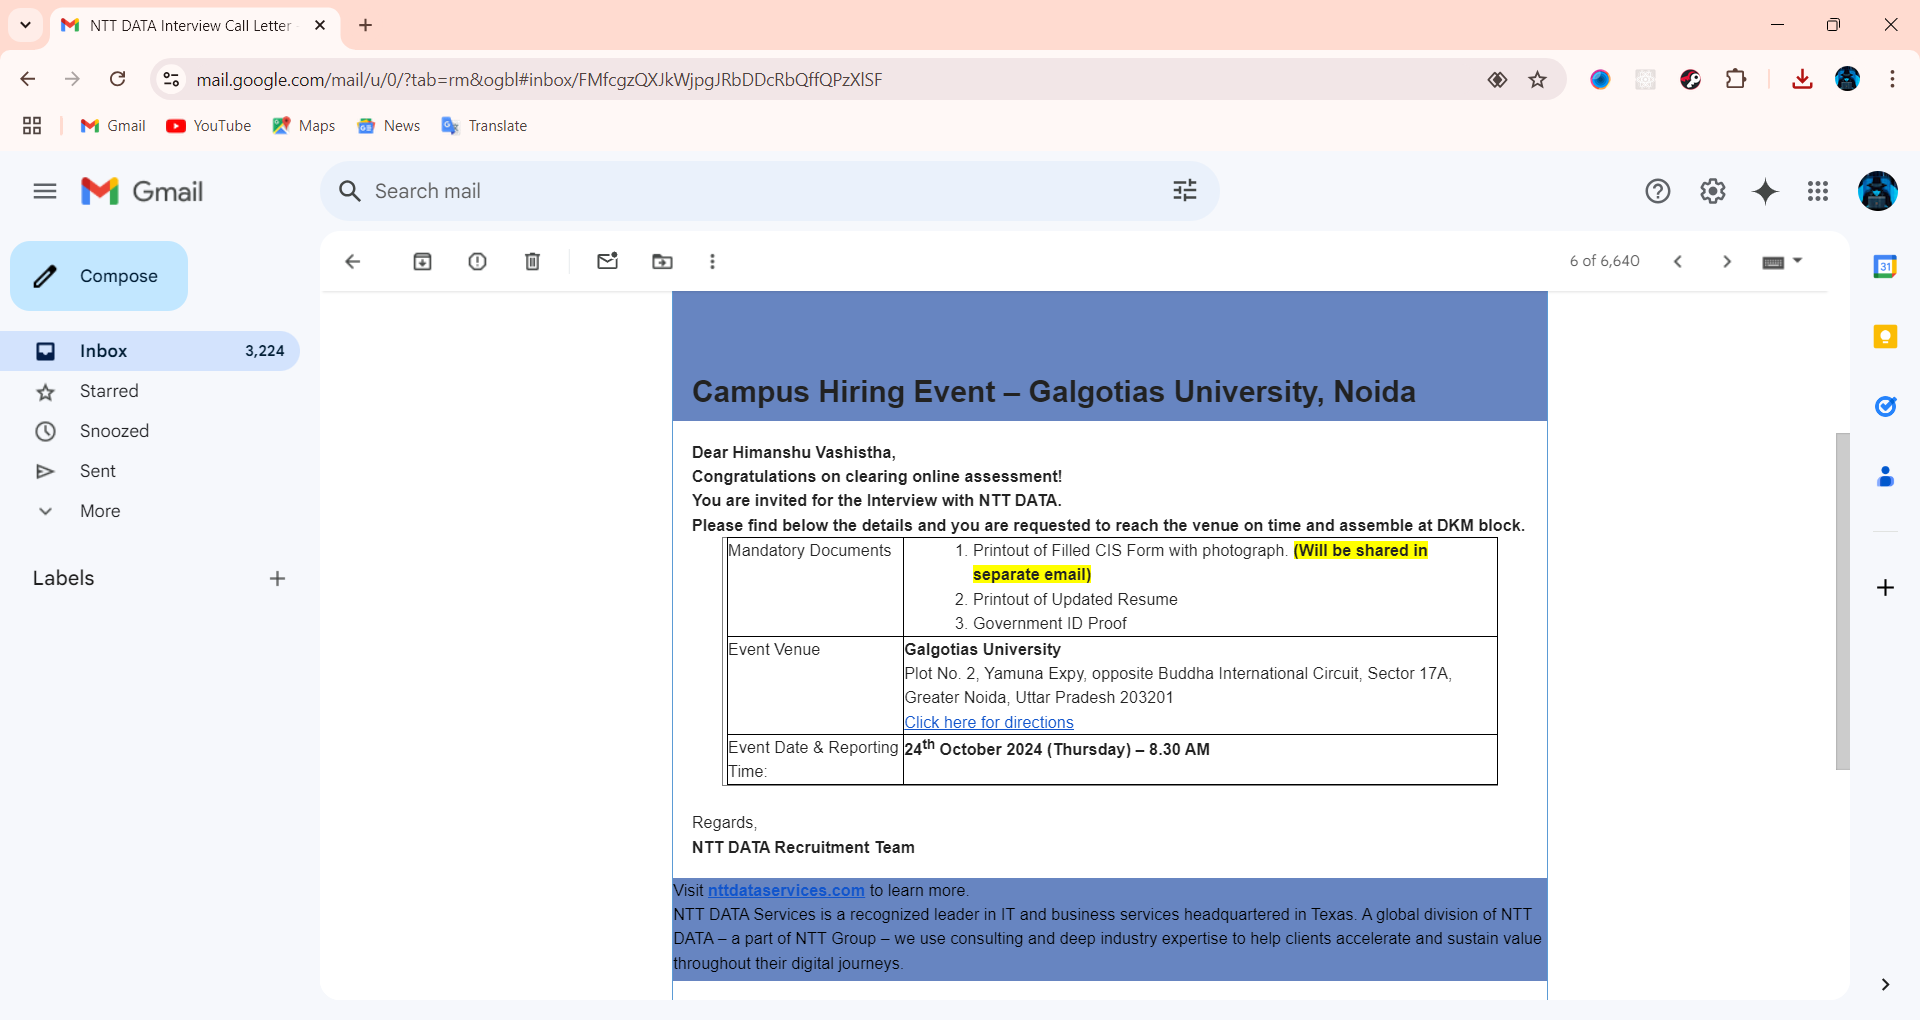 NTT DATA Interview Call Letter
mail.google.com/mail/u/0/?tab=rm&ogbl#inbox/FMfcgzQXJkWjpgJRbDDcRbQffQPzXlSF
Gmail YouTube Maps News Translate
Gmail
Search mail
Compose
6 of 6,640
Inbox 3,224
Starred
Snoozed
Sent
More
Labels
Campus Hiring Event – Galgotias University, Noida
Dear Himanshu Vashistha,
Congratulations on clearing online assessment!
You are invited for the Interview with NTT DATA.
Please find below the details and you are requested to reach the venue on time and assemble at DKM block.
Mandatory Documents
1. Printout of Filled CIS Form with photograph. (Will be shared in
separate email)
2. Printout of Updated Resume
3. Government ID Proof
Event Venue
Galgotias University
Plot No. 2, Yamuna Expy, opposite Buddha International Circuit, Sector 17A,
Greater Noida, Uttar Pradesh 203201
Click here for directions
Event Date & Reporting
Time:
24th October 2024 (Thursday) – 8.30 AM
Regards,
NTT DATA Recruitment Team
Visit nttdataservices.com to learn more.
NTT DATA Services is a recognized leader in IT and business services headquartered in Texas. A global division of NTT
DATA – a part of NTT Group – we use consulting and deep industry expertise to help clients accelerate and sustain value
throughout their digital journeys.
31